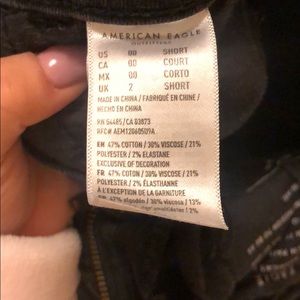 AMERICAN EAGLE
OUTFITTERS
US 00 SHORT
CA 00 COURT
MX 00 CORTO
UK 2 SHORT
MADE IN CHINA / FABRIQUÉ EN CHINE /
HECHO EN CHINA
RN 54485/CA 03873
RFC# AEM1206050U9A
EN 47% COTTON / 30% VISCOSE / 21%
POLYESTER / 2% ELASTANE
EXCLUSIVE OF DECORATION
FR 47% COTON / 30% VISCOSE / 21%
POLYESTER / 2% ÉLASTHANNE
À L'EXCEPTION DE LA GARNITURE